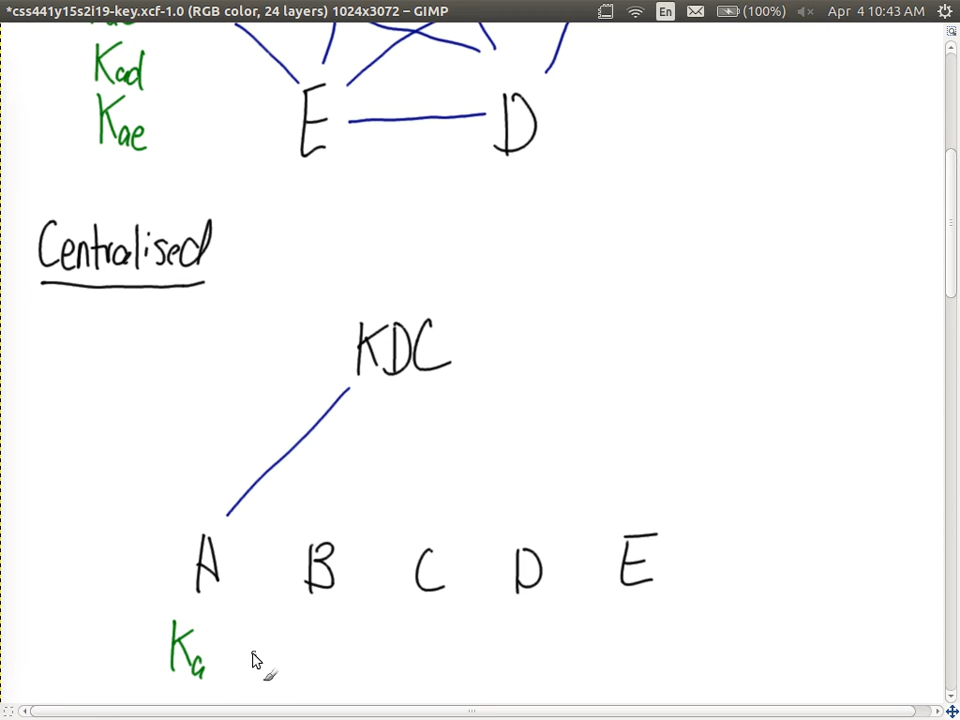 *css441y15s2i19-key.xcf-1.0 (RGB color, 24 layers) 1024x3072 – GIMP
En (100%) Apr 4 10:43 AM
Kad
Kae
E D
Centralised
KDC
A B C D E
Ka